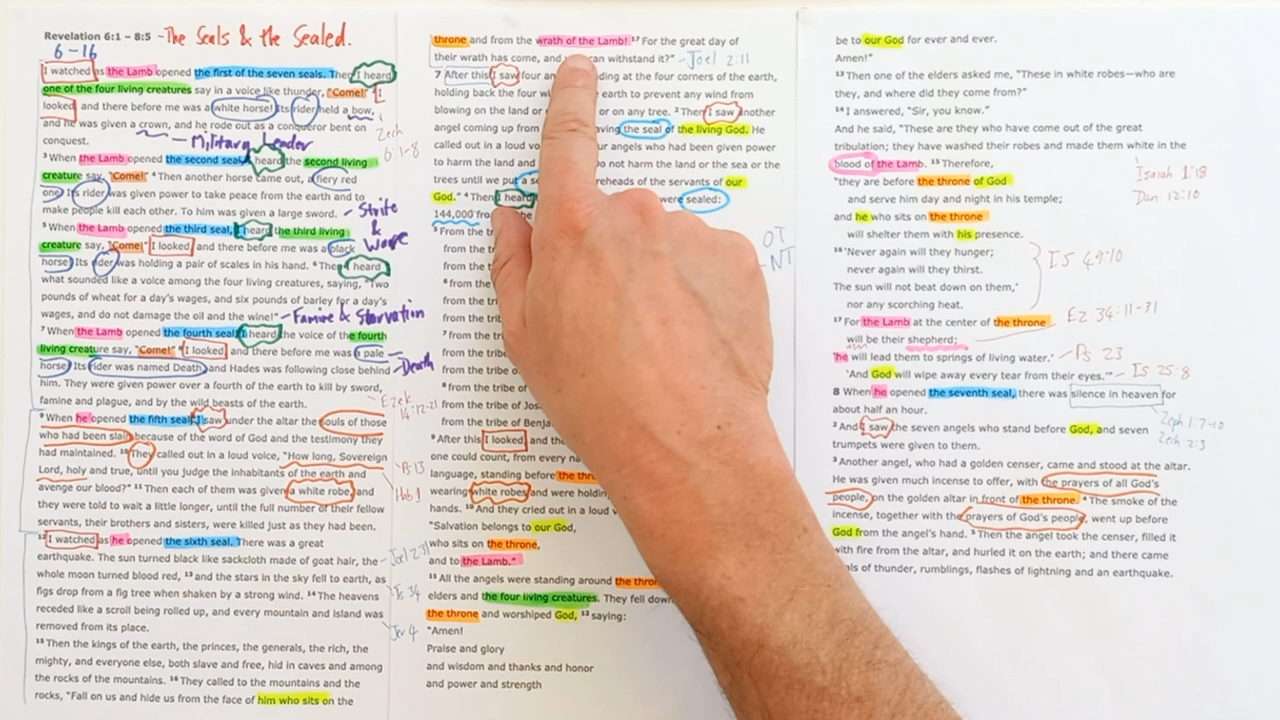 Revelation 6:1 – 8:5 - The Seals & the Sealed.
6 - 16
I watched as the Lamb opened the first of the seven seals. Then I heard
one of the four living creatures say in a voice like thunder, "Come!" 2 I
looked, and there before me was a white horse! Its rider held a bow,
and he was given a crown, and he rode out as a conqueror bent on
conquest. - Military Leader
Zech
6:1-8
3 When the Lamb opened the second seal, I heard the second living
creature say, "Come!" 4 Then another horse came out, a fiery red
one. Its rider was given power to take peace from the earth and to
make people kill each other. To him was given a large sword. - Strife
&
Ware
5 When the Lamb opened the third seal, I heard the third living
creature say, "Come!" I looked, and there before me was a black
horse! Its rider was holding a pair of scales in his hand. 6 Then I heard
what sounded like a voice among the four living creatures, saying, "Two
pounds of wheat for a day's wages, and six pounds of barley for a day's
wages, and do not damage the oil and the wine!" - Famine & Starvation
7 When the Lamb opened the fourth seal, I heard the voice of the fourth
living creature say, "Come!" 8 I looked, and there before me was a pale
horse! Its rider was named Death, and Hades was following close behind - Death
him. They were given power over a fourth of the earth to kill by sword,
famine and plague, and by the wild beasts of the earth.
- Ezek
14:12-21
9 When he opened the fifth seal, I saw under the altar the souls of those
who had been slain because of the word of God and the testimony they
had maintained. 10 They called out in a loud voice, "How long, Sovereign
Lord, holy and true, until you judge the inhabitants of the earth and
avenge our blood?" 11 Then each of them was given a white robe, and
they were told to wait a little longer, until the full number of their fellow
servants, their brothers and sisters, were killed just as they had been.
Ps 13
Hab 1
12 I watched as he opened the sixth seal. There was a great
earthquake. The sun turned black like sackcloth made of goat hair, the
whole moon turned blood red, 13 and the stars in the sky fell to earth, as
figs drop from a fig tree when shaken by a strong wind. 14 The heavens
receded like a scroll being rolled up, and every mountain and island was
removed from its place.
Joel 2:31
Is 34
Jer 4
15 Then the kings of the earth, the princes, the generals, the rich, the
mighty, and everyone else, both slave and free, hid in caves and among
the rocks of the mountains. 16 They called to the mountains and the
rocks, "Fall on us and hide us from the face of him who sits on the
throne and from the wrath of the Lamb! 17 For the great day of
their wrath has come, and can withstand it?" - Joel 2:11
7 After this I saw four an ding at the four corners of the earth,
holding back the four wi earth to prevent any wind from
blowing on the land or or on any tree. 2 Then I saw another
angel coming up from aving the seal of the living God. He
called out in a loud vo ur angels who had been given power
to harm the land and o not harm the land or the sea or the
trees until we put a se reheads of the servants of our
God." 4 Then I heard were sealed:
144,000 from the
OT
- NT
5 From the t
from the t
from the tri
6 from the
from the tri
from the tri
7 from the tri
from the tribe
from the tribe o
8 from the tribe of
from the tribe of Jos
from the tribe of Benja
9 After this I looked, and the
one could count, from every na
language, standing before the thr
wearing white robes and were holdin
hands. 10 And they cried out in a loud v
"Salvation belongs to our God,
who sits on the throne,
and to the Lamb."
11 All the angels were standing around the thron
elders and the four living creatures. They fell down
the throne and worshiped God, 12 saying:
"Amen!
Praise and glory
and wisdom and thanks and honor
and power and strength
be to our God for ever and ever.
Amen!"
13 Then one of the elders asked me, "These in white robes—who are
they, and where did they come from?"
14 I answered, "Sir, you know."
And he said, "These are they who have come out of the great
tribulation; they have washed their robes and made them white in the
blood of the Lamb. 15 Therefore,
Isaiah 1:18
Dan 12:10
"they are before the throne of God
and serve him day and night in his temple;
and he who sits on the throne
will shelter them with his presence.
16 'Never again will they hunger;
never again will they thirst.
The sun will not beat down on them,'
nor any scorching heat.
Is 49:10
17 For the Lamb at the center of the throne
will be their shepherd;
Ez 34:11-31
'he will lead them to springs of living water.' - Ps 23
'And God will wipe away every tear from their eyes.'" - Is 25:8
8 When he opened the seventh seal, there was silence in heaven for
about half an hour.
2 And I saw the seven angels who stand before God, and seven
trumpets were given to them.
Zeph 1:7-10
Zech 2:3
3 Another angel, who had a golden censer, came and stood at the altar.
He was given much incense to offer, with the prayers of all God's
people, on the golden altar in front of the throne. 4 The smoke of the
incense, together with the prayers of God's people, went up before
God from the angel's hand. 5 Then the angel took the censer, filled it
with fire from the altar, and hurled it on the earth; and there came
als of thunder, rumblings, flashes of lightning and an earthquake.